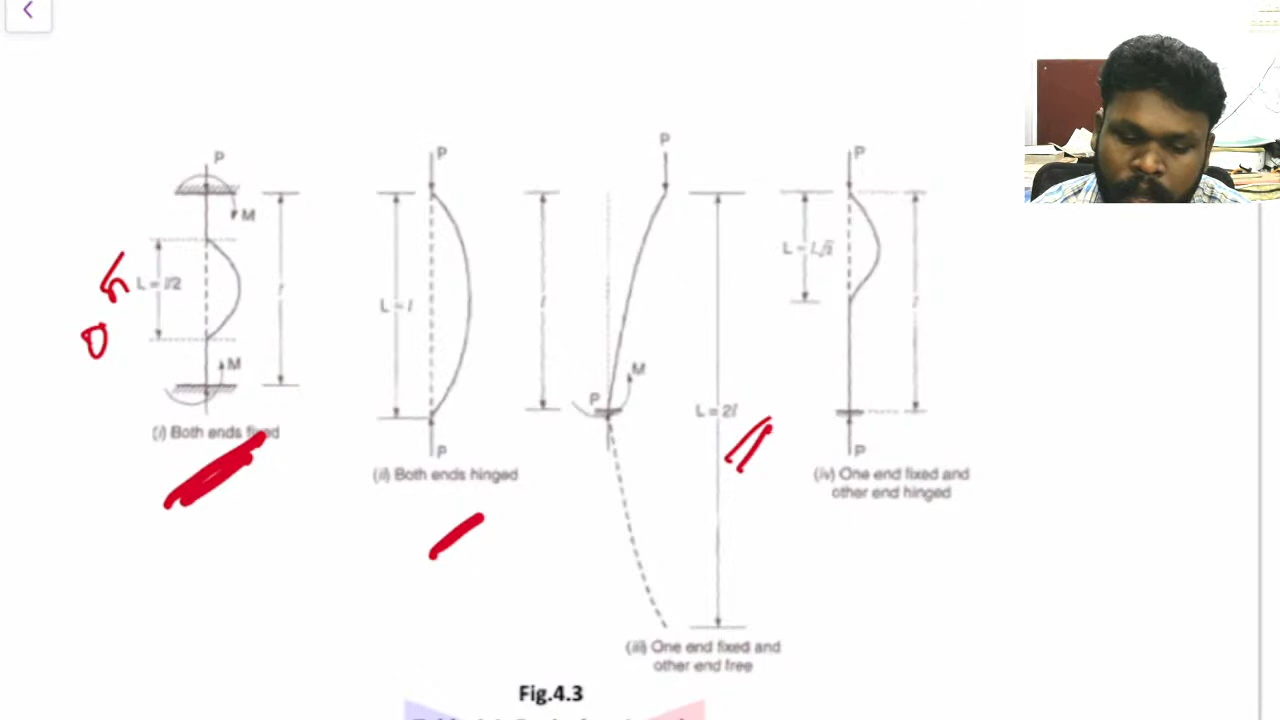 P
M
L = l/2
l
M
(i) Both ends fixed
P
L = l
P
(ii) Both ends hinged
P
l
P
M
L = 2l
(iii) One end fixed and
other end free
P
L = l/√2
l
P
(iv) One end fixed and
other end hinged
Fig.4.3